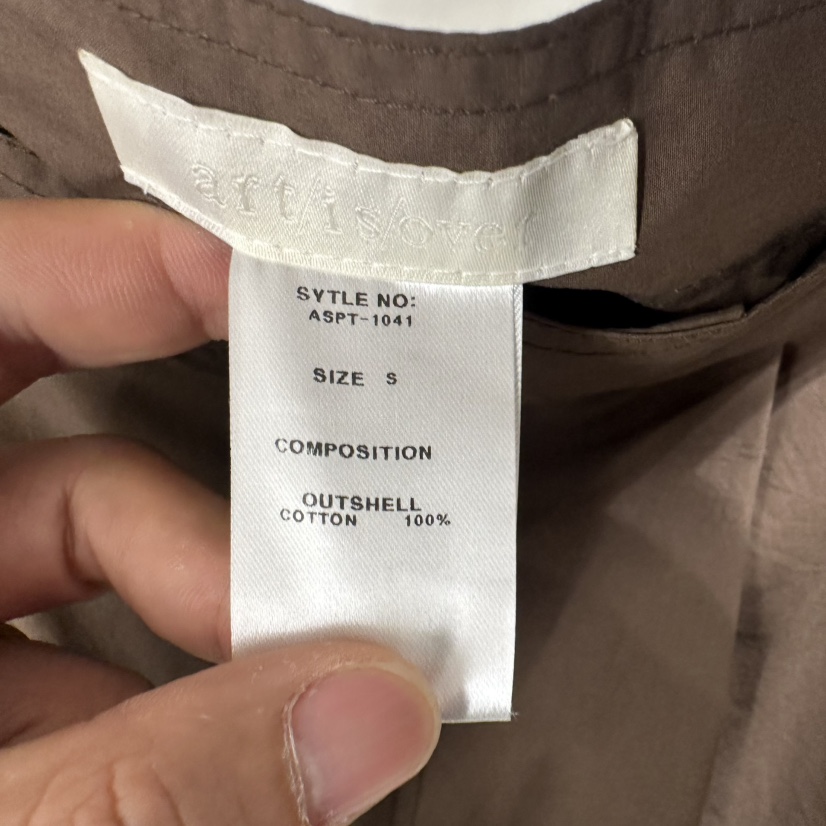 art/is/over
SYTLE NO:
ASPT-1041
SIZE S
COMPOSITION
OUTSHELL
COTTON 100%